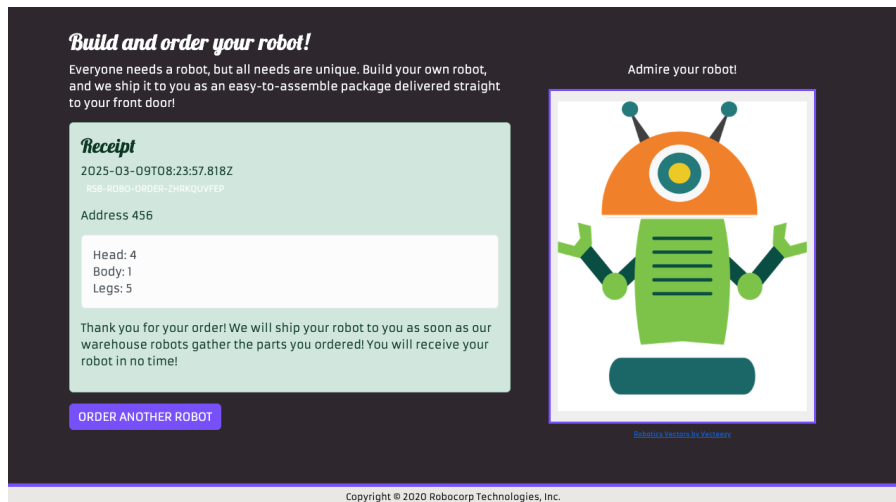 Build and order your robot!
Everyone needs a robot, but all needs are unique. Build your own robot,
and we ship it to you as an easy-to-assemble package delivered straight
to your front door!
Receipt
2025-03-09T08:23:57.818Z
RSB-ROBO-ORDER-ZHRKQUVFEP
Address 456
Head: 4
Body: 1
Legs: 5
Thank you for your order! We will ship your robot to you as soon as our
warehouse robots gather the parts you ordered! You will receive your
robot in no time!
ORDER ANOTHER ROBOT
Admire your robot!
Robotics Vectors by Vecteezy
Copyright © 2020 Robocorp Technologies, Inc.